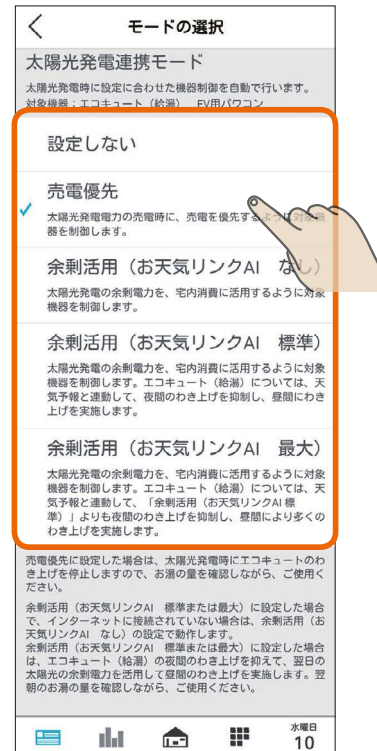 モードの選択
太陽光発電連携モード
太陽光発電時に設定に合わせた機器制御を自動で行います。
対象機器：エコキュート（給湯） EV用パワコン
設定しない
売電優先
太陽光発電電力の売電時に、売電を優先するように対象機
器を制御します。
余剰活用（お天気リンクAI なし）
太陽光発電の余剰電力を、宅内消費に活用するように対象
機器を制御します。
余剰活用（お天気リンクAI 標準）
太陽光発電の余剰電力を、宅内消費に活用するように対象
機器を制御します。エコキュート（給湯）については、天
気予報と連動して、夜間のわき上げを抑制し、昼間にわき
上げを実施します。
余剰活用（お天気リンクAI 最大）
太陽光発電の余剰電力を、宅内消費に活用するように対象
機器を制御します。エコキュート（給湯）については、天
気予報と連動して、「余剰活用（お天気リンクAI 標
準）」よりも夜間のわき上げを抑制し、昼間により多くの
わき上げを実施します。
売電優先に設定した場合は、太陽光発電時にエコキュートのわ
き上げを停止しますので、お湯の量を確認しながら、ご使用く
ださい。
余剰活用（お天気リンクAI 標準または最大）に設定した場合
で、インターネットに接続されていない場合は、余剰活用（お
天気リンクAI なし）の設定で動作します。
余剰活用（お天気リンクAI 標準または最大）に設定した場合
は、エコキュート（給湯）の夜間のわき上げを抑えて、翌日の
太陽光の余剰電力を活用して昼間のわき上げを実施します。翌
朝のお湯の量を確認しながら、ご使用ください。
水曜日
10